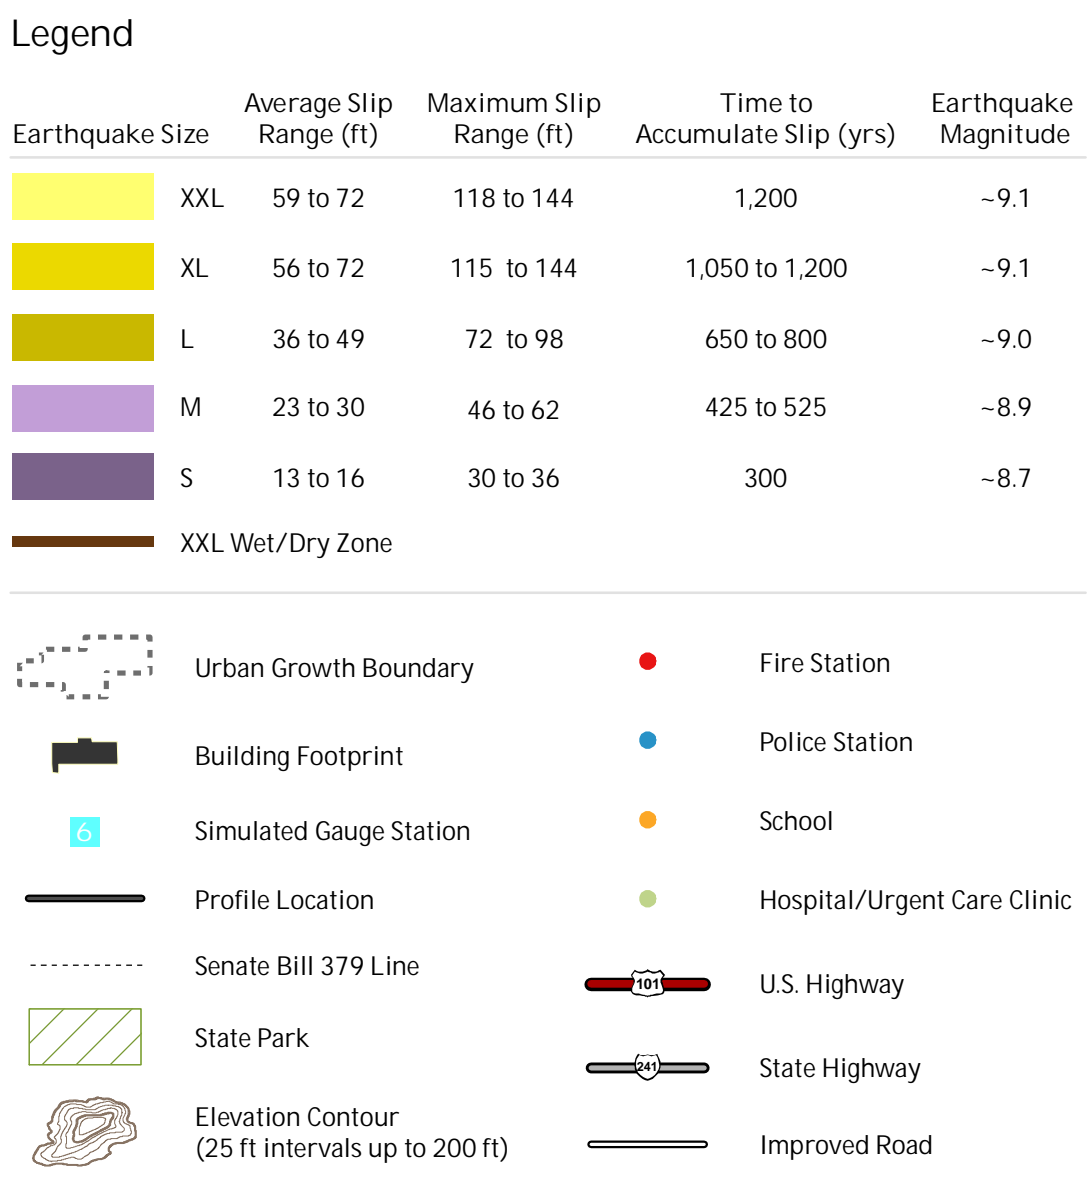 Legend
Earthquake Size
Average Slip
Range (ft)
Maximum Slip
Range (ft)
Time to
Accumulate Slip (yrs)
Earthquake
Magnitude
XXL 59 to 72 118 to 144 1,200 ~9.1
XL 56 to 72 115 to 144 1,050 to 1,200 ~9.1
L 36 to 49 72 to 98 650 to 800 ~9.0
M 23 to 30 46 to 62 425 to 525 ~8.9
S 13 to 16 30 to 36 300 ~8.7
XXL Wet/Dry Zone
Urban Growth Boundary
Building Footprint
6 Simulated Gauge Station
Profile Location
Senate Bill 379 Line
State Park
Elevation Contour
(25 ft intervals up to 200 ft)
Fire Station
Police Station
School
Hospital/Urgent Care Clinic
101 U.S. Highway
241 State Highway
Improved Road